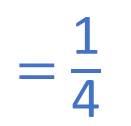 = 1/4